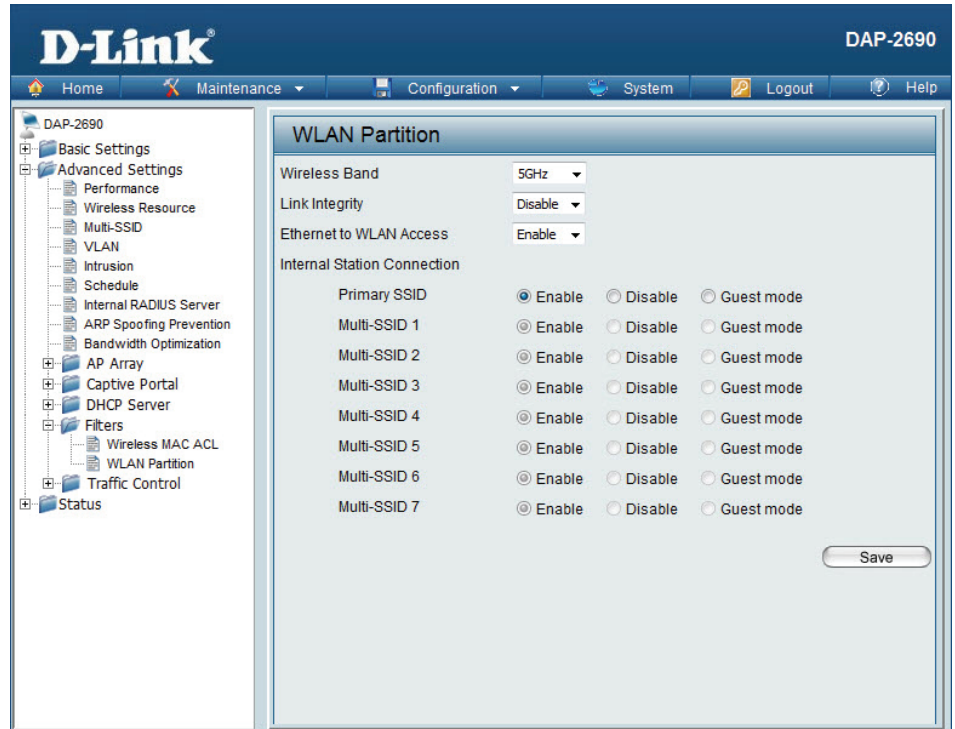 D-Link®
DAP-2690
Home Maintenance Configuration System Logout Help
DAP-2690
Basic Settings
Advanced Settings
Performance
Wireless Resource
Multi-SSID
VLAN
Intrusion
Schedule
Internal RADIUS Server
ARP Spoofing Prevention
Bandwidth Optimization
AP Array
Captive Portal
DHCP Server
Filters
Wireless MAC ACL
WLAN Partition
Traffic Control
Status
WLAN Partition
Wireless Band 5GHz
Link Integrity Disable
Ethernet to WLAN Access Enable
Internal Station Connection
Primary SSID Enable Disable Guest mode
Multi-SSID 1 Enable Disable Guest mode
Multi-SSID 2 Enable Disable Guest mode
Multi-SSID 3 Enable Disable Guest mode
Multi-SSID 4 Enable Disable Guest mode
Multi-SSID 5 Enable Disable Guest mode
Multi-SSID 6 Enable Disable Guest mode
Multi-SSID 7 Enable Disable Guest mode
Save